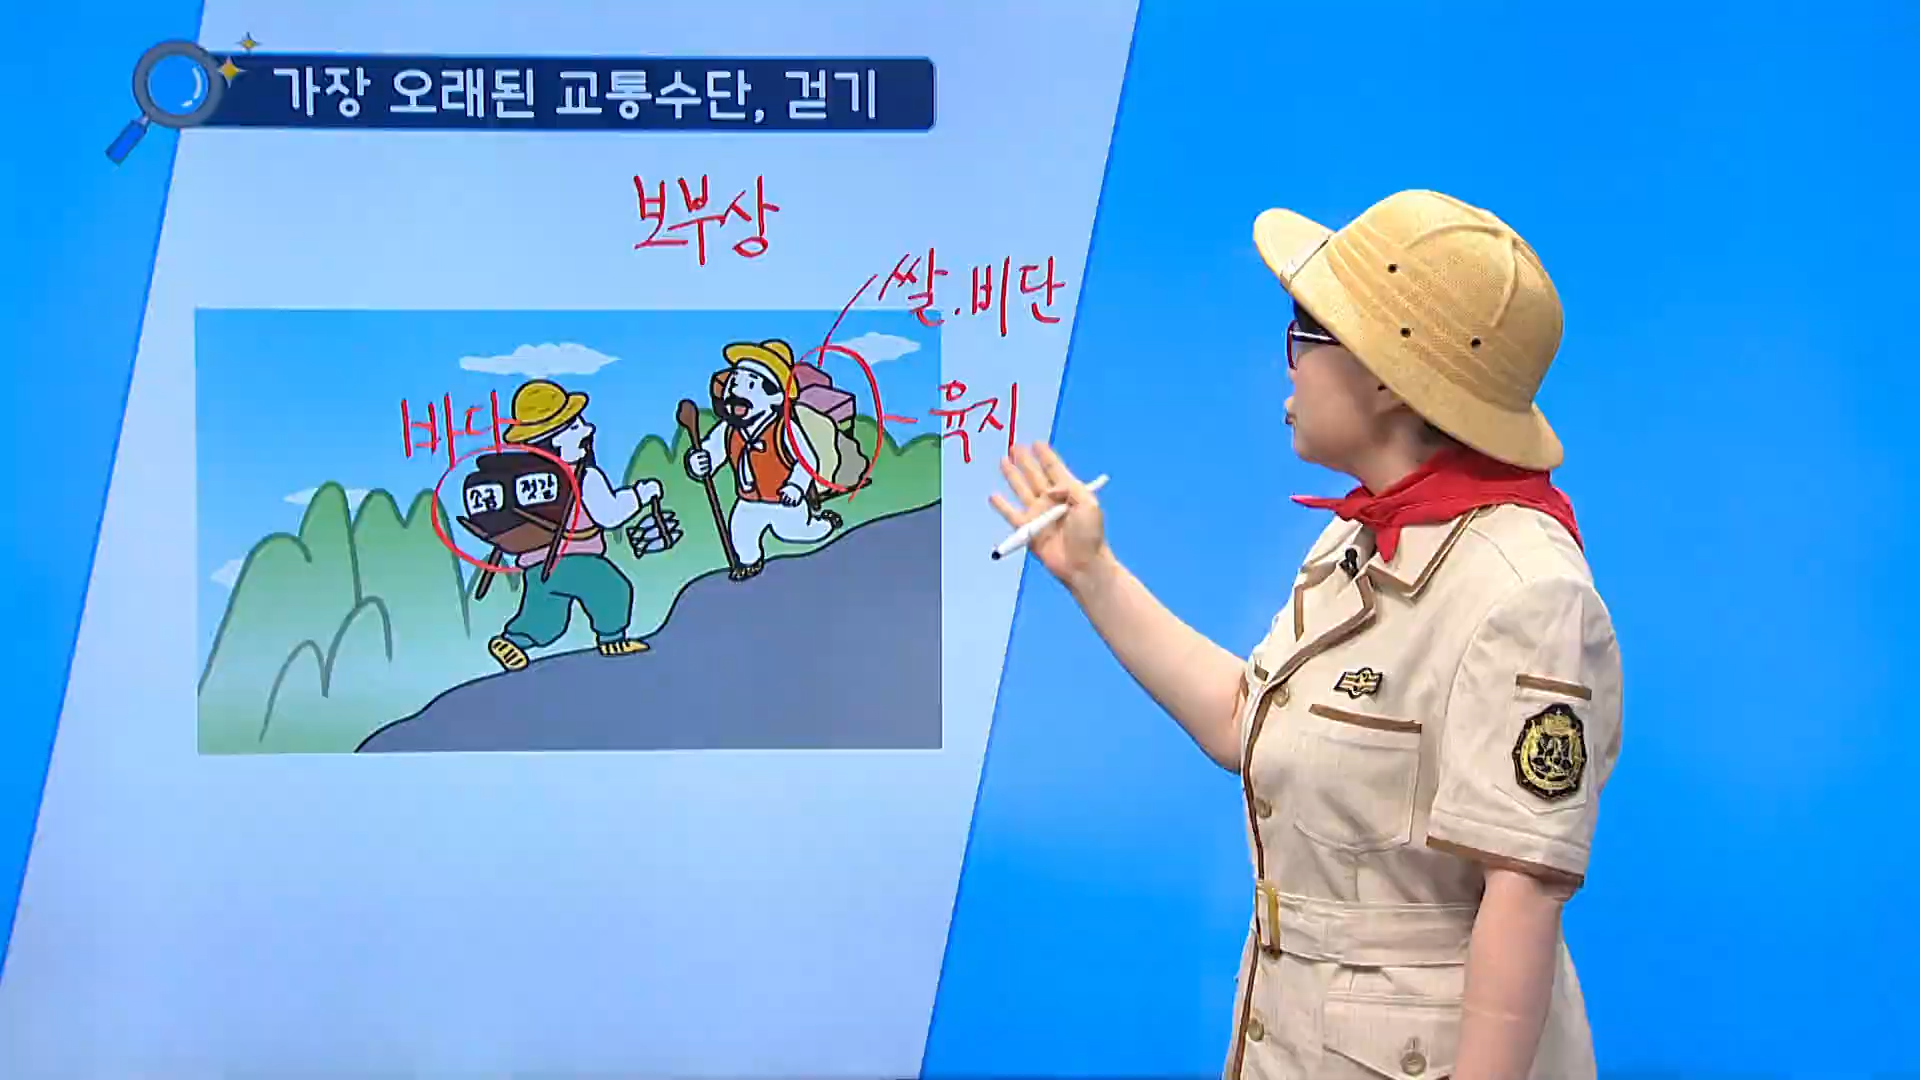 가장 오래된 교통수단, 걷기
보부상
쌀.비단
바다
육지
소금 젓갈